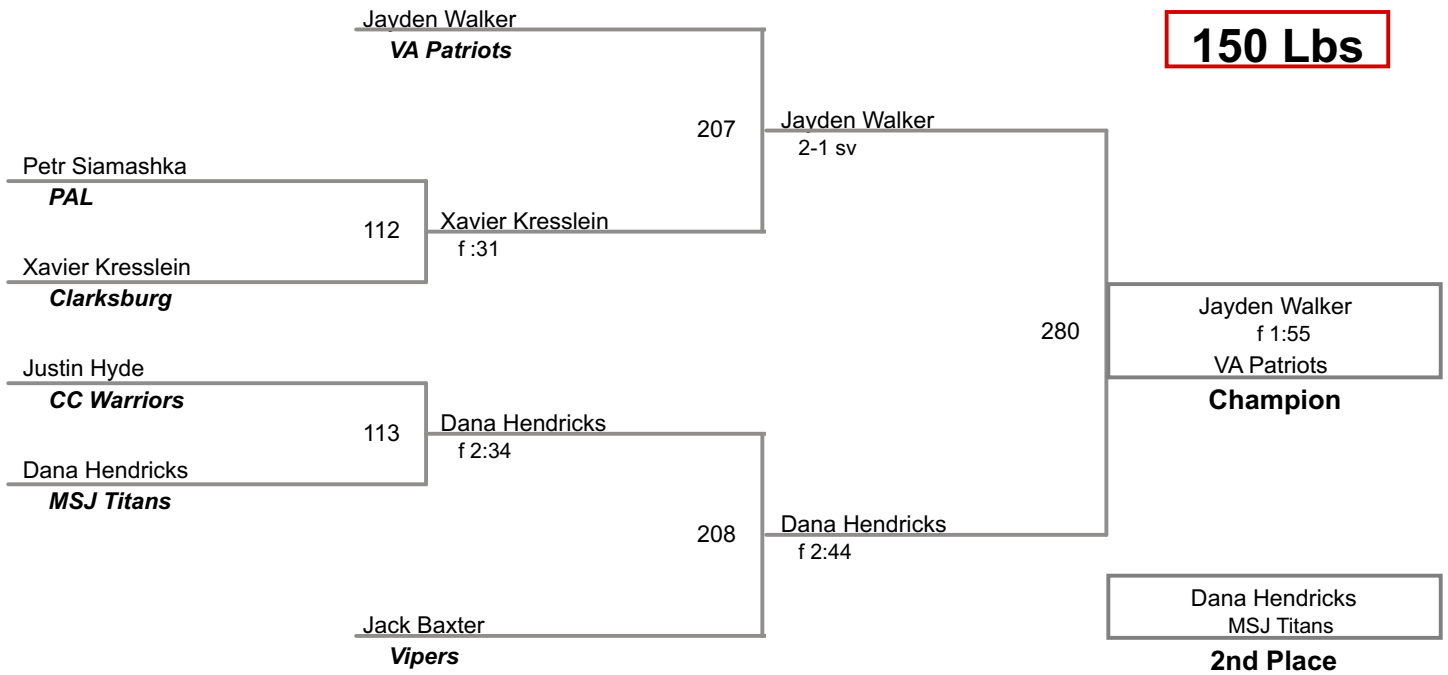 Jayden Walker
VA Patriots
150 Lbs
207
Jayden Walker
2-1 sv
Petr Siamashka
PAL
112
Xavier Kresslein
f :31
Xavier Kresslein
Clarksburg
280
Jayden Walker
f 1:55
VA Patriots
Champion
Justin Hyde
CC Warriors
113
Dana Hendricks
f 2:34
Dana Hendricks
MSJ Titans
208
Dana Hendricks
f 2:44
Jack Baxter
Vipers
Dana Hendricks
MSJ Titans
2nd Place